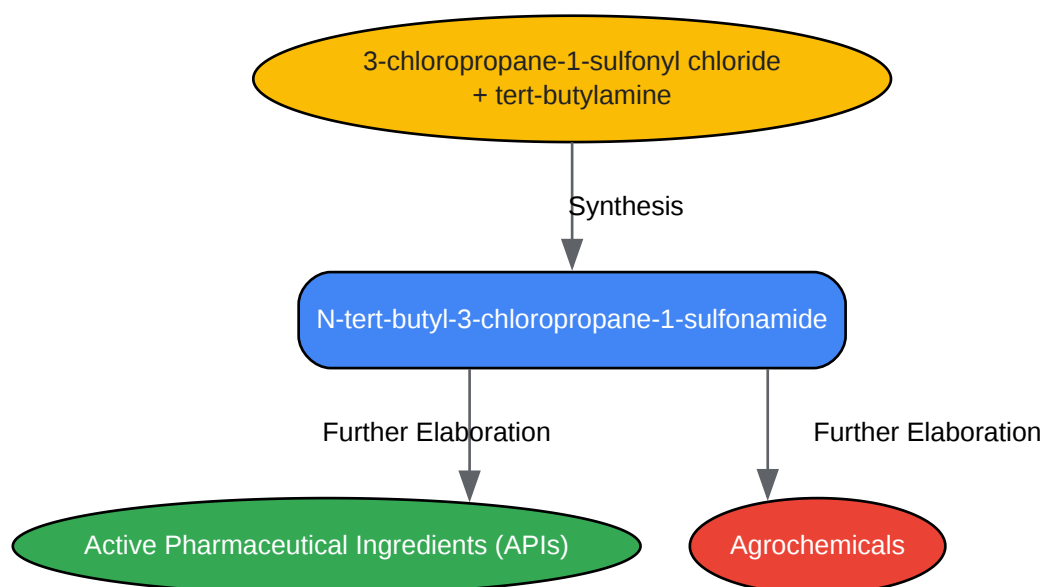 3-chloropropane-1-sulfonyl chloride
+ tert-butylamine
Synthesis
N-tert-butyl-3-chloropropane-1-sulfonamide
Further Elaboration
Further Elaboration
Active Pharmaceutical Ingredients (APIs)
Agrochemicals